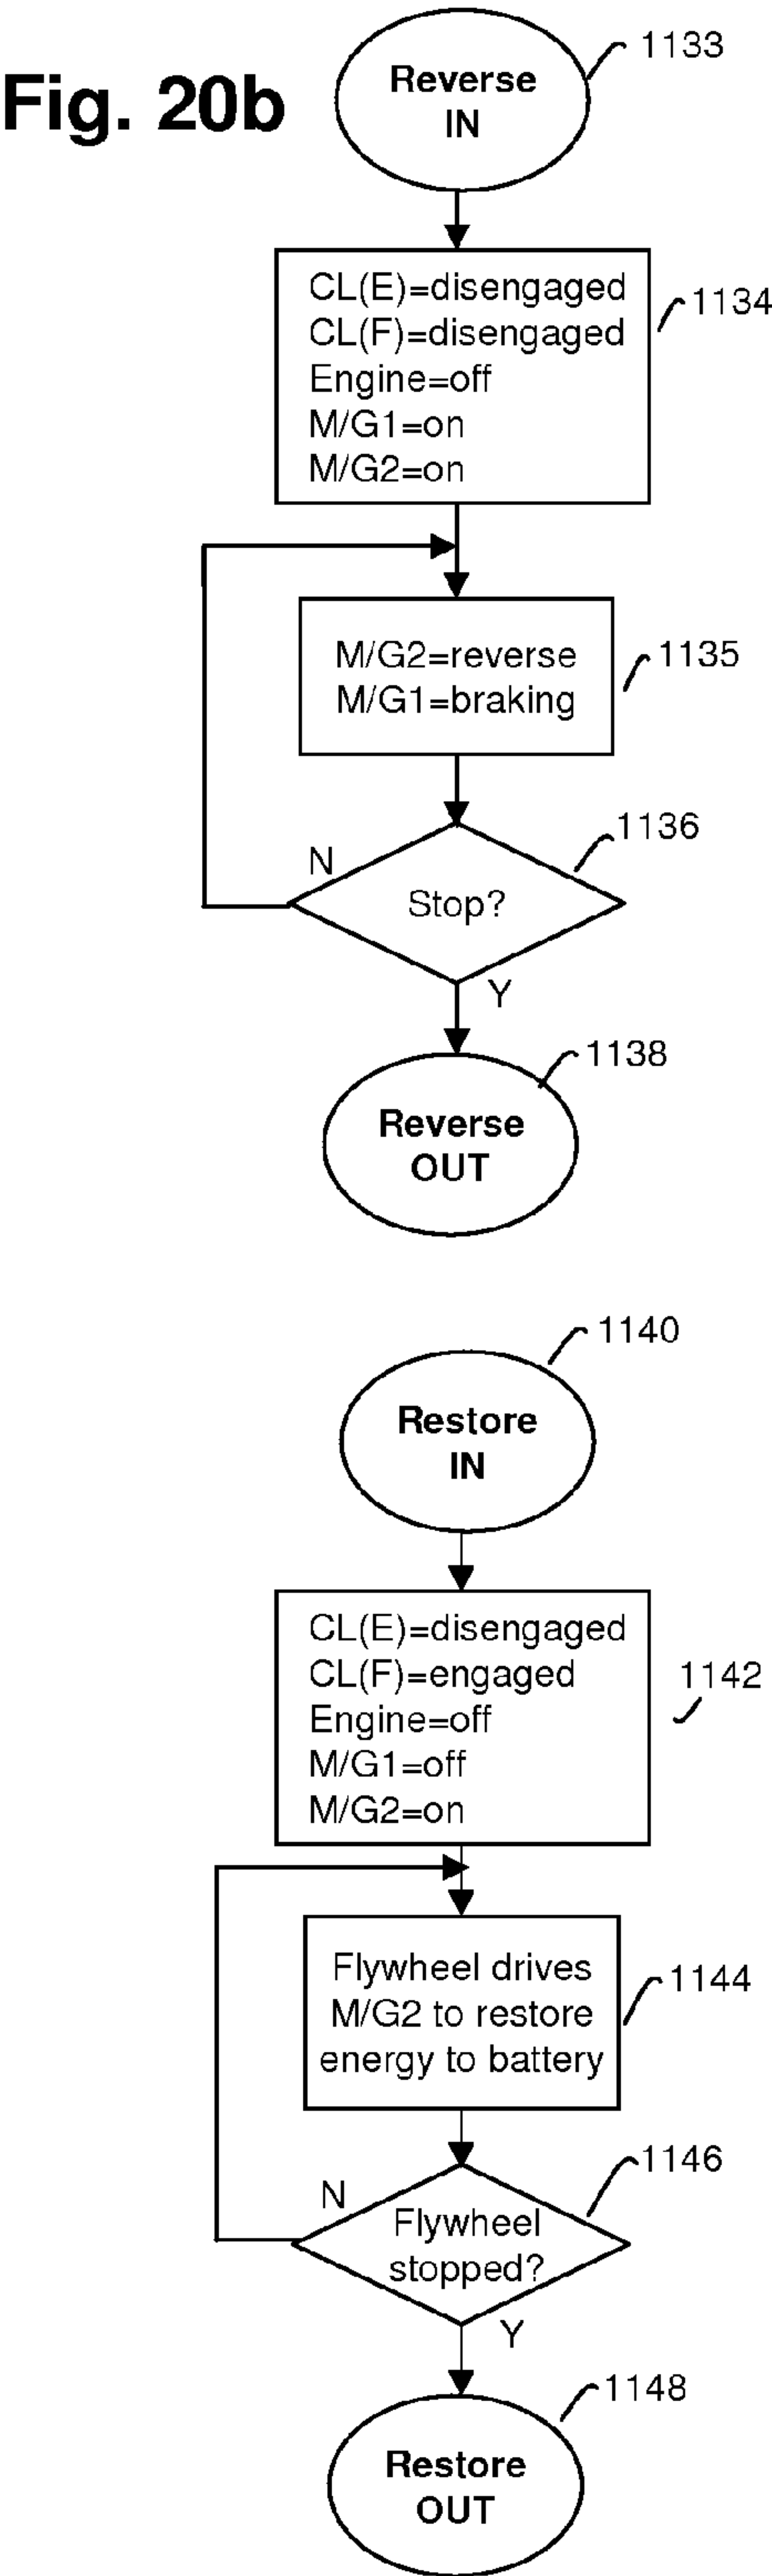 Fig. 20b
1133
Reverse
IN
CL(E)=disengaged
CL(F)=disengaged
Engine=off
M/G1=on
M/G2=on
1134
M/G2=reverse
M/G1=braking
1135
1136
N
Stop?
Y
1138
Reverse
OUT
1140
Restore
IN
CL(E)=disengaged
CL(F)=engaged
Engine=off
M/G1=off
M/G2=on
1142
Flywheel drives
M/G2 to restore
energy to battery
1144
1146
N
Flywheel
stopped?
Y
1148
Restore
OUT